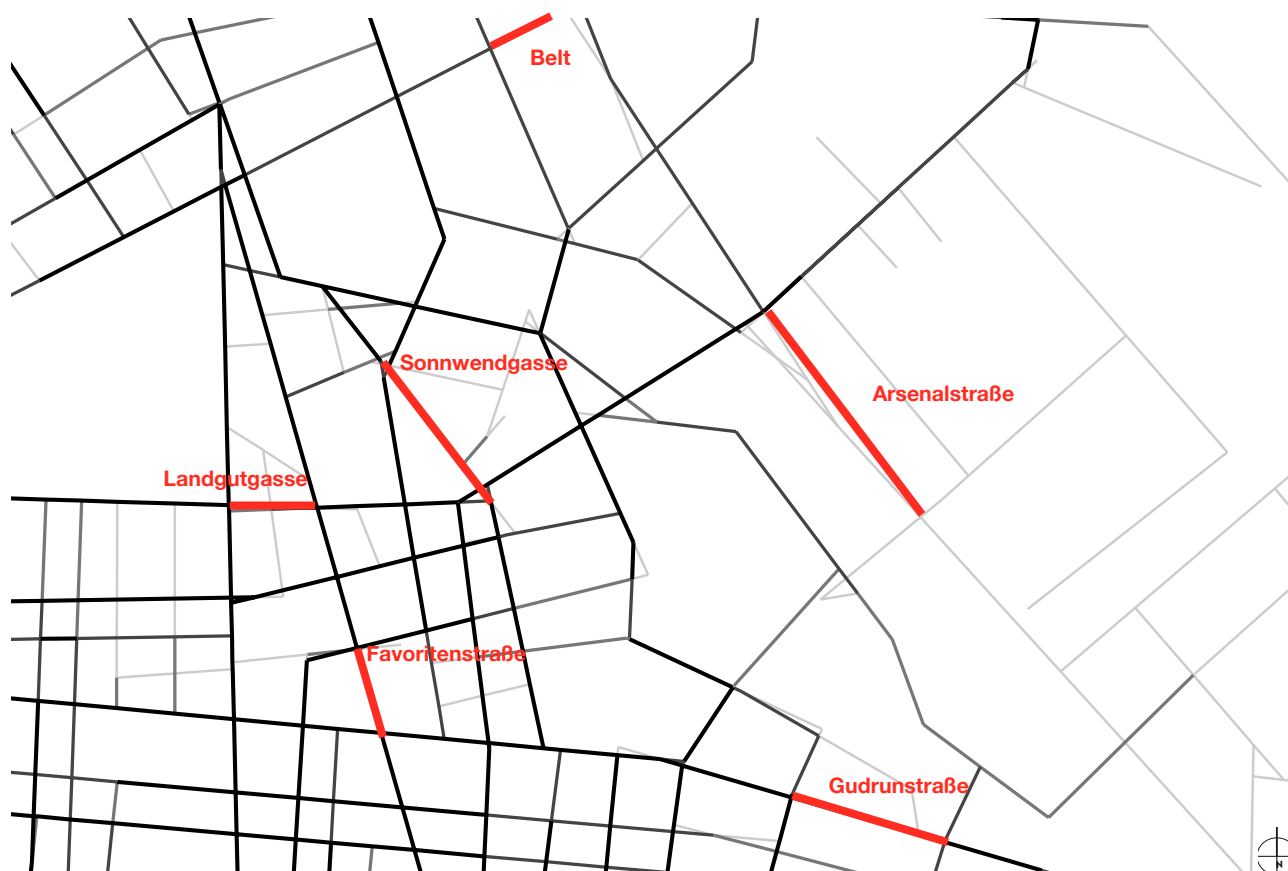 Belt
Sonnwendgasse
Arsenalstraße
Landgutgasse
Favoritenstraße
Gudrunstraße
N